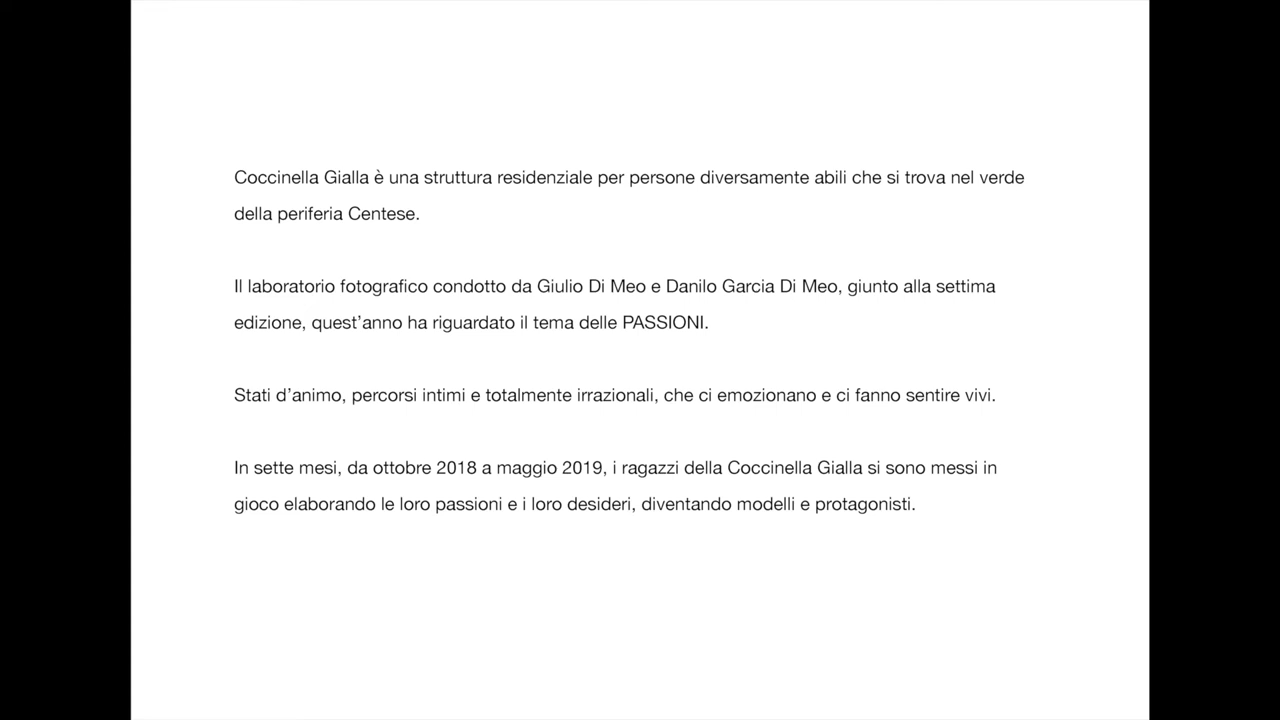 Coccinella Gialla è una struttura residenziale per persone diversamente abili che si trova nel verde
della periferia Centese.
Il laboratorio fotografico condotto da Giulio Di Meo e Danilo Garcia Di Meo, giunto alla settima
edizione, quest’anno ha riguardato il tema delle PASSIONI.
Stati d’animo, percorsi intimi e totalmente irrazionali, che ci emozionano e ci fanno sentire vivi.
In sette mesi, da ottobre 2018 a maggio 2019, i ragazzi della Coccinella Gialla si sono messi in
gioco elaborando le loro passioni e i loro desideri, diventando modelli e protagonisti.